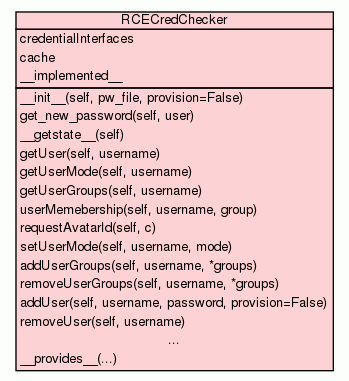 RCECredChecker
credentialInterfaces
cache
__implemented__
__init__(self, pw_file, provision=False)
get_new_password(self, user)
__getstate__(self)
getUser(self, username)
getUserMode(self, username)
getUserGroups(self, username)
userMemebership(self, username, group)
requestAvatarId(self, c)
setUserMode(self, username, mode)
addUserGroups(self, username, *groups)
removeUserGroups(self, username, *groups)
addUser(self, username, password, provision=False)
removeUser(self, username)
...
__provides__(...)